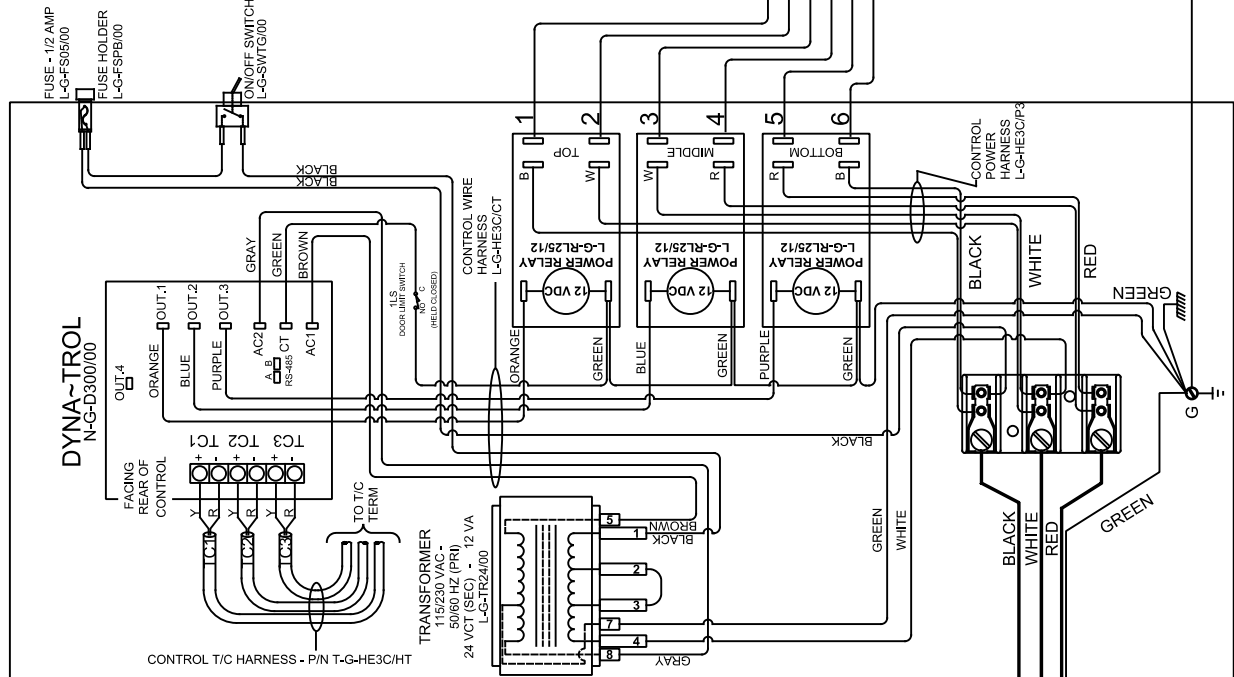 FUSE - 1/2 AMP
L-G-FS05/00
FUSE HOLDER
L-G-FSPB/00
ON/OFF SWITCH
L-G-SWTG/00
BLACK
BLACK
DYNA~TROL
N-G-D300/00
OUT.4
OUT.1
OUT.2
OUT.3
ORANGE
BLUE
PURPLE
AC2
CT
AC1
A B
RS-485
GRAY
GREEN
BROWN
1LS
DOOR LIMIT SWITCH
NO C
(HELD CLOSED)
FACING
REAR OF
CONTROL
TC1 TC2 TC3
+ - + - + -
Y R Y R Y R
C1 C2 C3
TO T/C
TERM
CONTROL T/C HARNESS - P/N T-G-HE3C/HT
CONTROL WIRE
HARNESS
L-G-HE3C/CT
1 2 3 4 5 6
TOP
MIDDLE
BOTTOM
B W W R R B
L-G-RL25/12
POWER RELAY
12 VDC
L-G-RL25/12
POWER RELAY
12 VDC
L-G-RL25/12
POWER RELAY
12 VDC
ORANGE
GREEN
BLUE
GREEN
PURPLE
GREEN
CONTROL
POWER
HARNESS
L-G-HE3C/P3
BLACK
WHITE
RED
GREEN
BLACK
G
TRANSFORMER
115/230 VAC -
50/60 HZ (PRI)
24 VCT (SEC) - 12 VA
L-G-TR24/00
5
BROWN
1
BLACK
2
3
7
4
8
GRAY
GREEN
WHITE
BLACK
WHITE
RED
GREEN